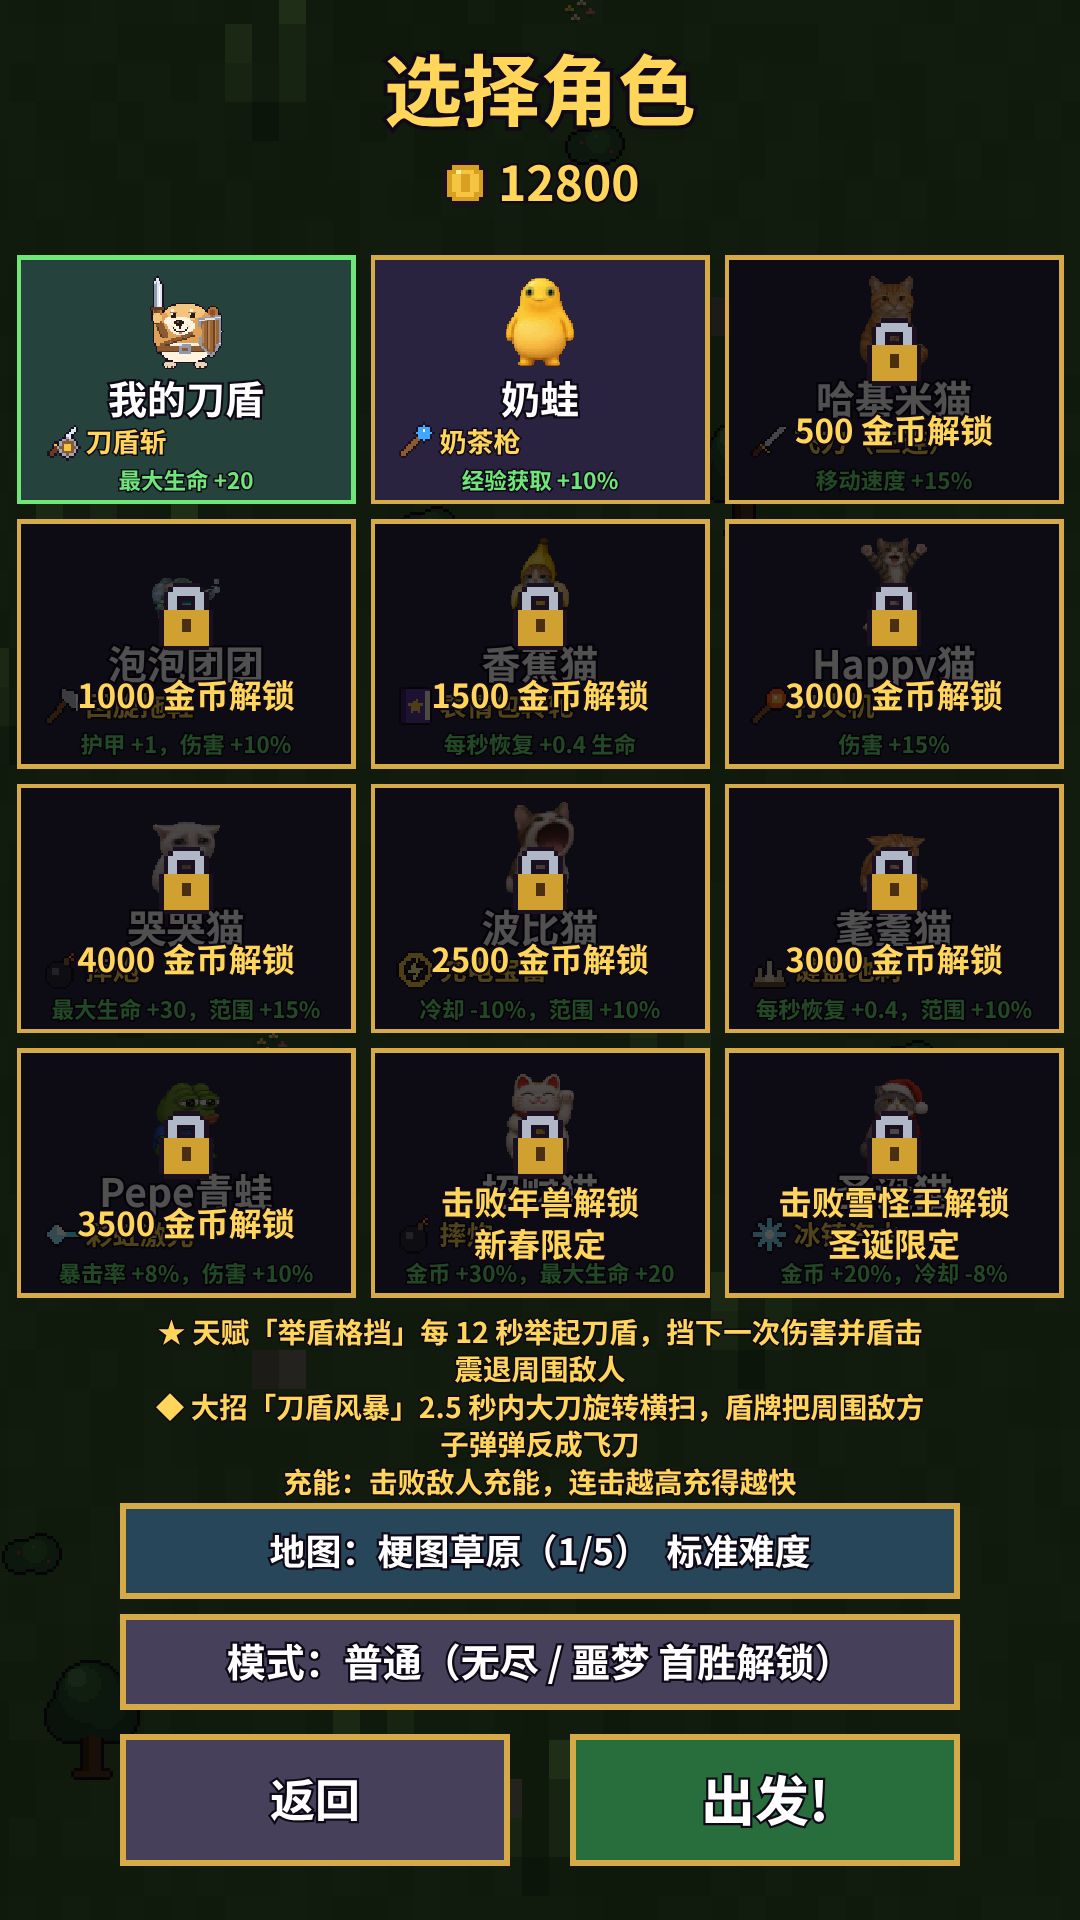 选择角色
12800
我的刀盾
刀盾斩
最大生命 +20
奶蛙
奶茶枪
经验获取 +10%
哈基米猫
500 金币解锁
移动速度 +15%
泡泡团团
1000 金币解锁
护甲 +1，伤害 +10%
香蕉猫
1500 金币解锁
每秒恢复 +0.4 生命
Happy猫
3000 金币解锁
伤害 +15%
哭哭猫
4000 金币解锁
最大生命 +30，范围 +15%
波比猫
2500 金币解锁
冷却 -10%，范围 +10%
耄耋猫
3000 金币解锁
每秒恢复 +0.4，范围 +10%
Pepe青蛙
3500 金币解锁
暴击率 +8%，伤害 +10%
击败年兽解锁
新春限定
金币 +30%，最大生命 +20
击败雪怪王解锁
圣诞限定
金币 +20%，冷却 -8%
★ 天赋「举盾格挡」每 12 秒举起刀盾，挡下一次伤害并盾击
震退周围敌人
◆ 大招「刀盾风暴」2.5 秒内大刀旋转横扫，盾牌把周围敌方
子弹弹反成飞刀
充能：击败敌人充能，连击越高充得越快
地图：梗图草原（1/5） 标准难度
模式：普通（无尽 / 噩梦 首胜解锁）
返回
出发!